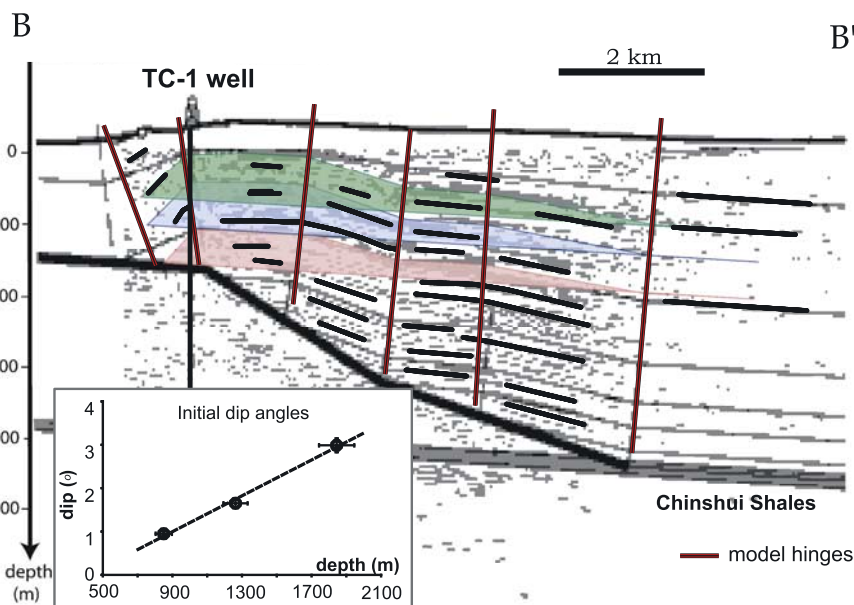 B
B'
2 km
TC-1 well
0
00
00
00
00
00
depth
(m)
Initial dip angles
4
3
2
1
0
dip (o)
depth (m)
500 900 1300 1700 2100
Chinshui Shales
model hinges